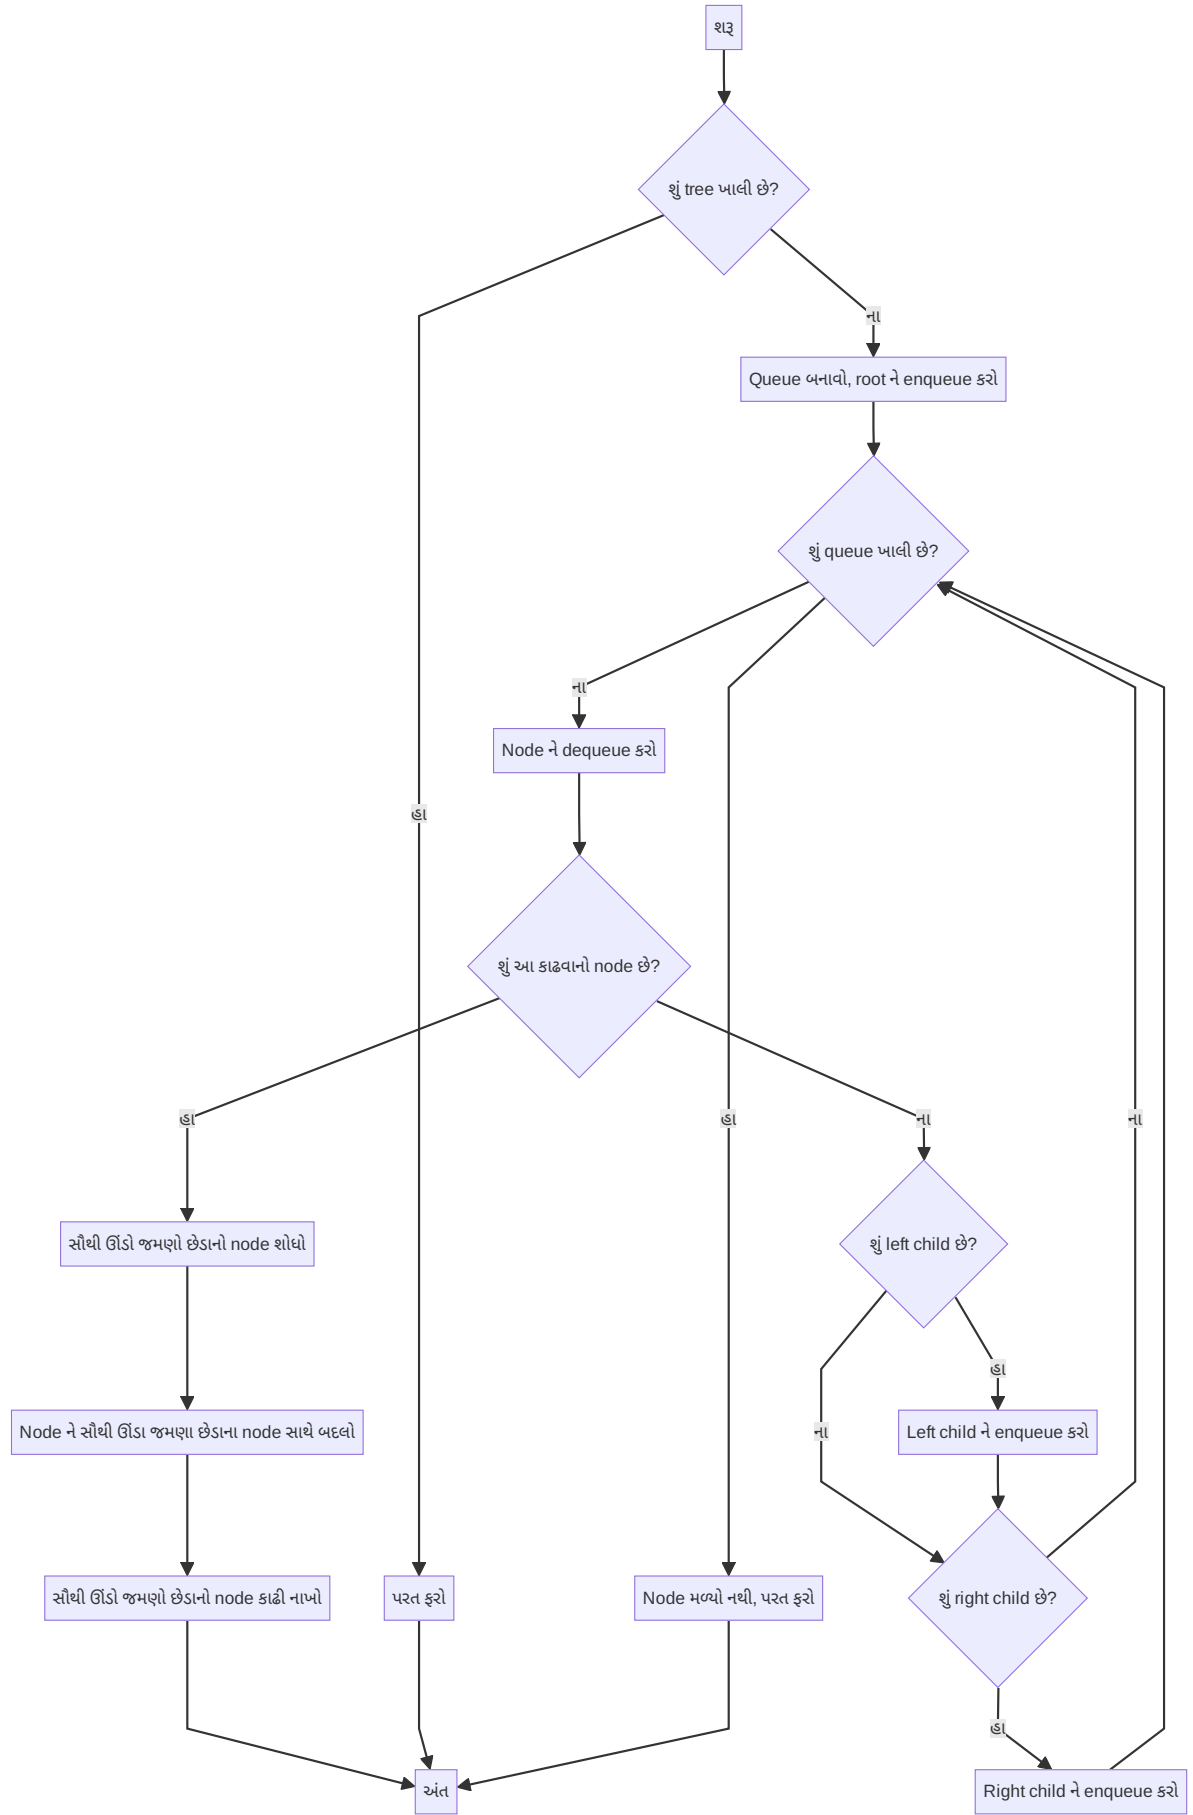 શરૂ
શું tree ખાલી છે?
ના
Queue બનાવો, root ને enqueue કરો
શું queue ખાલી છે?
ના
Node ને dequeue કરો
હા
શું આ કાઢવાનો node છે?
હા
હા
ના
ના
સૌથી ઊંડો જમણો છેડાનો node શોધો
શું left child છે?
હા
Node ને સૌથી ઊંડા જમણા છેડાના node સાથે બદલો
ના
Left child ને enqueue કરો
સૌથી ઊંડો જમણો છેડાનો node કાઢી નાખો
પરત ફરો
Node મળ્યો નથી, પરત ફરો
શું right child છે?
હા
અંત
Right child ને enqueue કરો